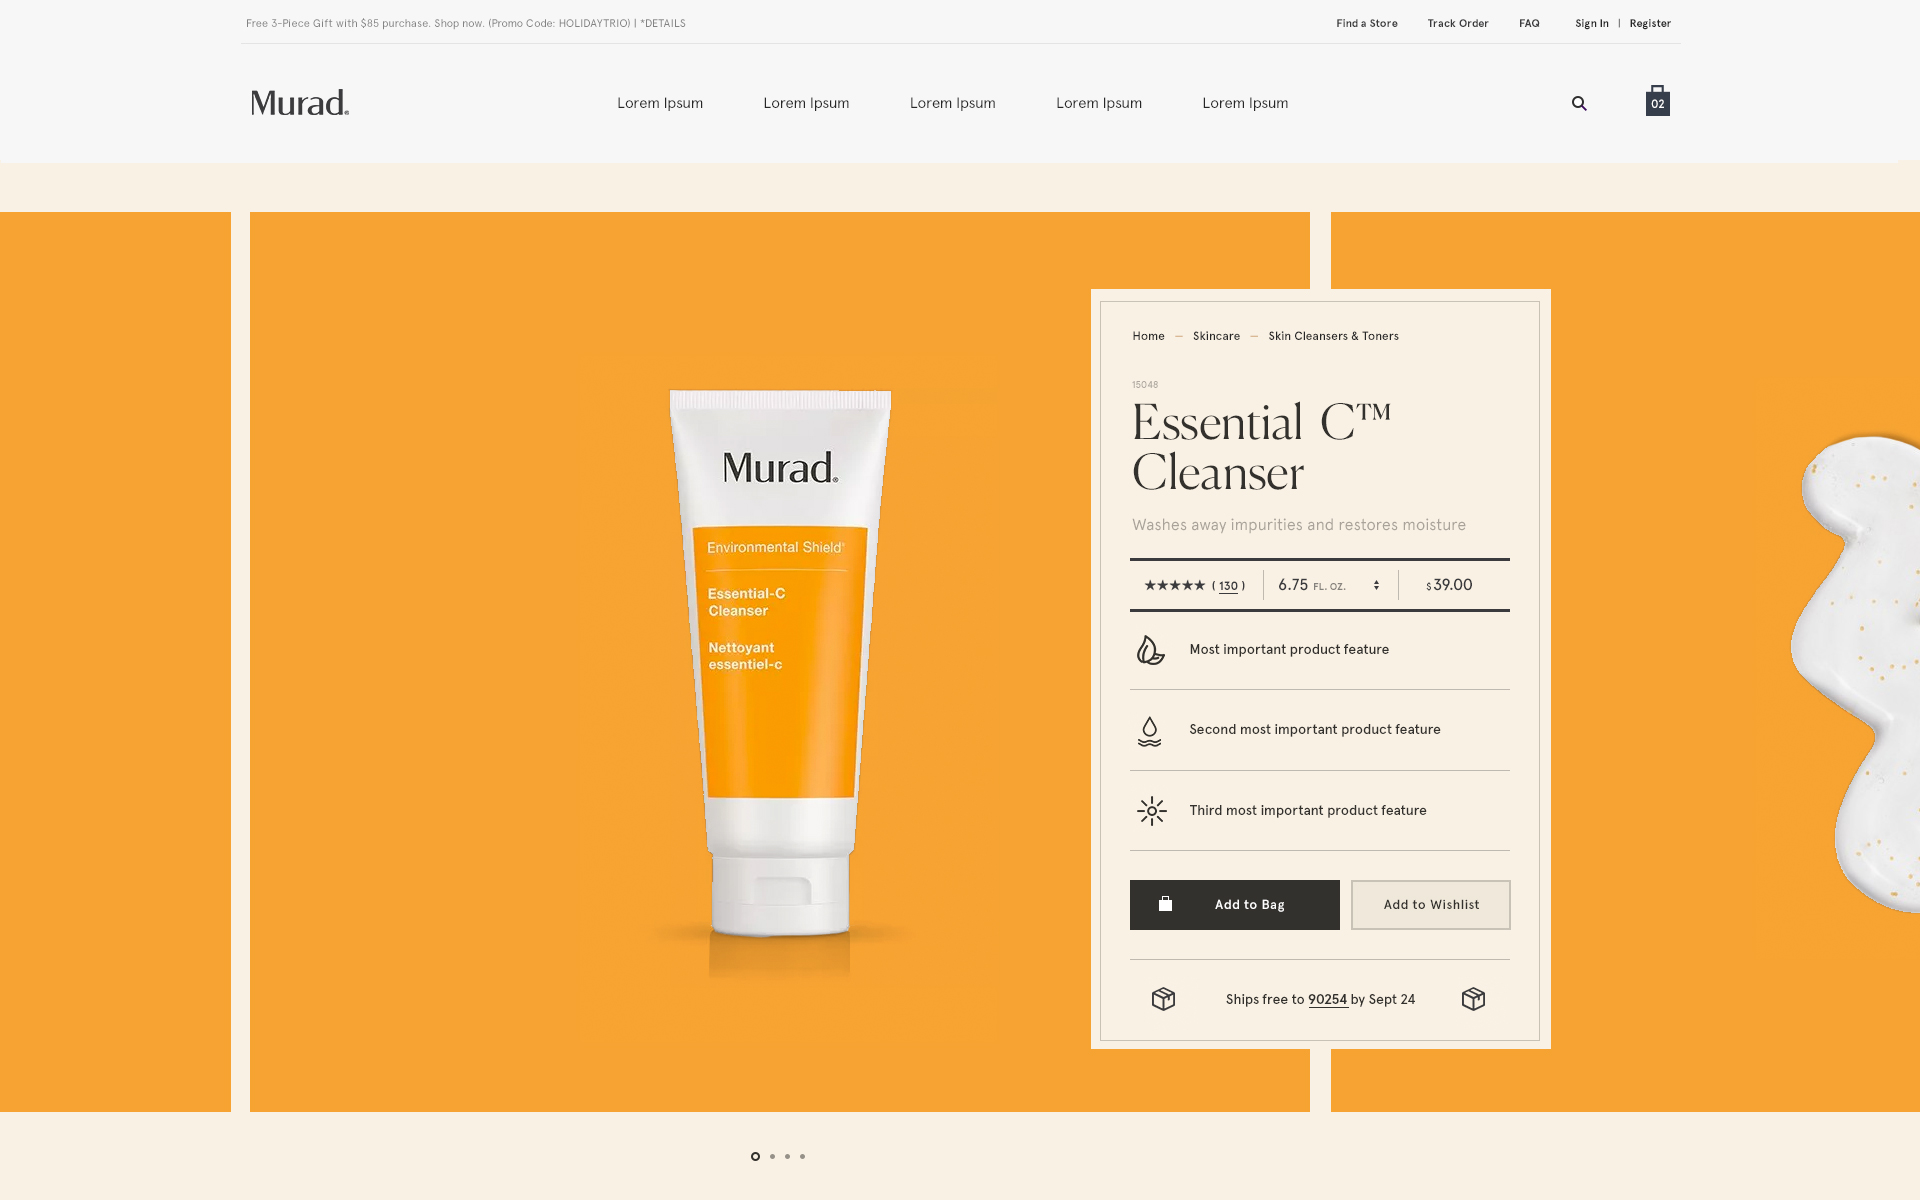 Free 3-Piece Gift with $85 purchase. Shop now. (Promo Code: HOLIDAYTRIO) | *DETAILS
Find a Store Track Order FAQ Sign In | Register
Murad® Lorem Ipsum Lorem Ipsum Lorem Ipsum Lorem Ipsum Lorem Ipsum 02
Murad®
Environmental Shield®
Essential-C
Cleanser
Nettoyant
essentiel-c
Home — Skincare — Skin Cleansers & Toners
15048
Essential C™
Cleanser
Washes away impurities and restores moisture
★★★★★ ( 130 ) 6.75 FL. OZ. $39.00
Most important product feature
Second most important product feature
Third most important product feature
Add to Bag Add to Wishlist
Ships free to 90254 by Sept 24